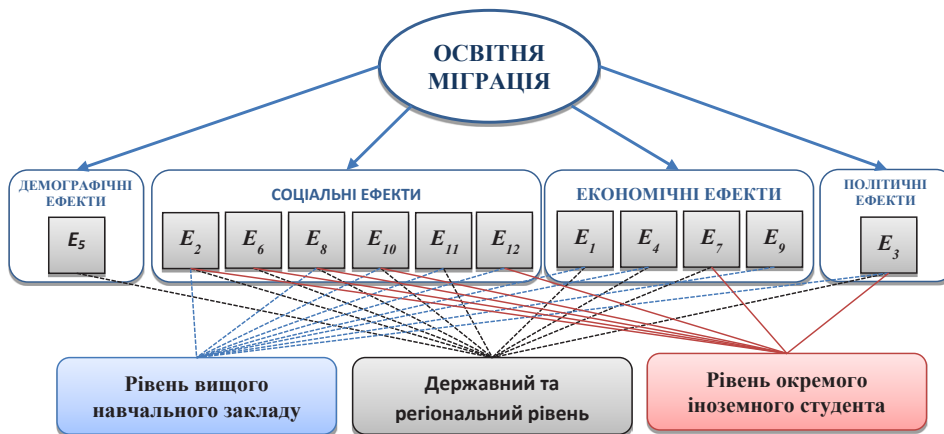 ОСВІТНЯ
МІГРАЦІЯ
ДЕМОГРАФІЧНІ
ЕФЕКТИ
E5
СОЦІАЛЬНІ ЕФЕКТИ
E2 E6 E8 E10 E11 E12
ЕКОНОМІЧНІ ЕФЕКТИ
E1 E4 E7 E9
ПОЛІТИЧНІ
ЕФЕКТИ
E3
Рівень вищого
навчального закладу
Державний та
регіональний рівень
Рівень окремого
іноземного студента